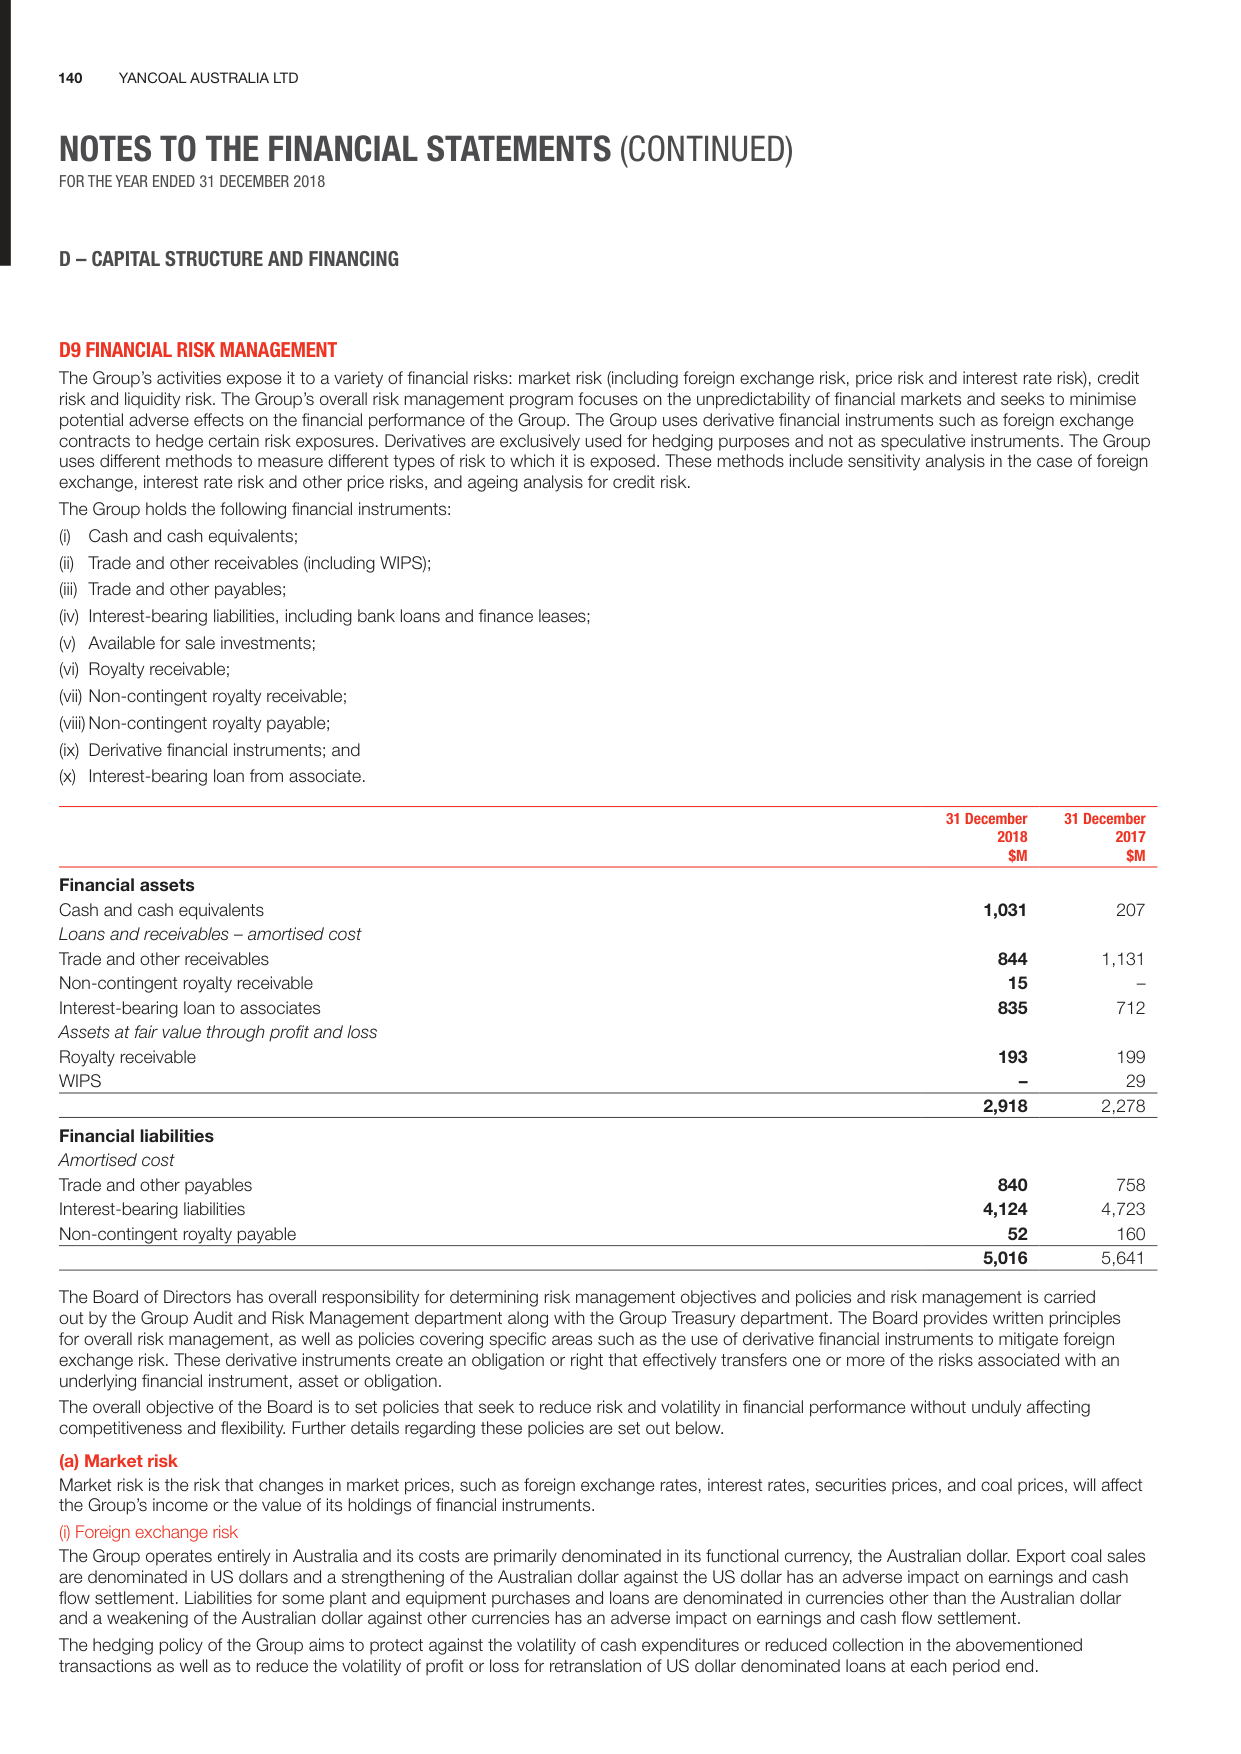 140 YANCOAL AUSTRALIA LTD
NOTES TO THE FINANCIAL STATEMENTS (CONTINUED)
FOR THE YEAR ENDED 31 DECEMBER 2018
D – CAPITAL STRUCTURE AND FINANCING
D9 FINANCIAL RISK MANAGEMENT
The Group's activities expose it to a variety of financial risks: market risk (including foreign exchange risk, price risk and interest rate risk), credit
risk and liquidity risk. The Group's overall risk management program focuses on the unpredictability of financial markets and seeks to minimise
potential adverse effects on the financial performance of the Group. The Group uses derivative financial instruments such as foreign exchange
contracts to hedge certain risk exposures. Derivatives are exclusively used for hedging purposes and not as speculative instruments. The Group
uses different methods to measure different types of risk to which it is exposed. These methods include sensitivity analysis in the case of foreign
exchange, interest rate risk and other price risks, and ageing analysis for credit risk.
The Group holds the following financial instruments:
(i) Cash and cash equivalents;
(ii) Trade and other receivables (including WIPS);
(iii) Trade and other payables;
(iv) Interest-bearing liabilities, including bank loans and finance leases;
(v) Available for sale investments;
(vi) Royalty receivable;
(vii) Non-contingent royalty receivable;
(viii) Non-contingent royalty payable;
(ix) Derivative financial instruments; and
(x) Interest-bearing loan from associate.
31 December 31 December
2018 2017
$M $M
Financial assets
Cash and cash equivalents 1,031 207
Loans and receivables – amortised cost
Trade and other receivables 844 1,131
Non-contingent royalty receivable 15 –
Interest-bearing loan to associates 835 712
Assets at fair value through profit and loss
Royalty receivable 193 199
WIPS – 29
2,918 2,278
Financial liabilities
Amortised cost
Trade and other payables 840 758
Interest-bearing liabilities 4,124 4,723
Non-contingent royalty payable 52 160
5,016 5,641
The Board of Directors has overall responsibility for determining risk management objectives and policies and risk management is carried
out by the Group Audit and Risk Management department along with the Group Treasury department. The Board provides written principles
for overall risk management, as well as policies covering specific areas such as the use of derivative financial instruments to mitigate foreign
exchange risk. These derivative instruments create an obligation or right that effectively transfers one or more of the risks associated with an
underlying financial instrument, asset or obligation.
The overall objective of the Board is to set policies that seek to reduce risk and volatility in financial performance without unduly affecting
competitiveness and flexibility. Further details regarding these policies are set out below.
(a) Market risk
Market risk is the risk that changes in market prices, such as foreign exchange rates, interest rates, securities prices, and coal prices, will affect
the Group's income or the value of its holdings of financial instruments.
(i) Foreign exchange risk
The Group operates entirely in Australia and its costs are primarily denominated in its functional currency, the Australian dollar. Export coal sales
are denominated in US dollars and a strengthening of the Australian dollar against the US dollar has an adverse impact on earnings and cash
flow settlement. Liabilities for some plant and equipment purchases and loans are denominated in currencies other than the Australian dollar
and a weakening of the Australian dollar against other currencies has an adverse impact on earnings and cash flow settlement.
The hedging policy of the Group aims to protect against the volatility of cash expenditures or reduced collection in the abovementioned
transactions as well as to reduce the volatility of profit or loss for retranslation of US dollar denominated loans at each period end.